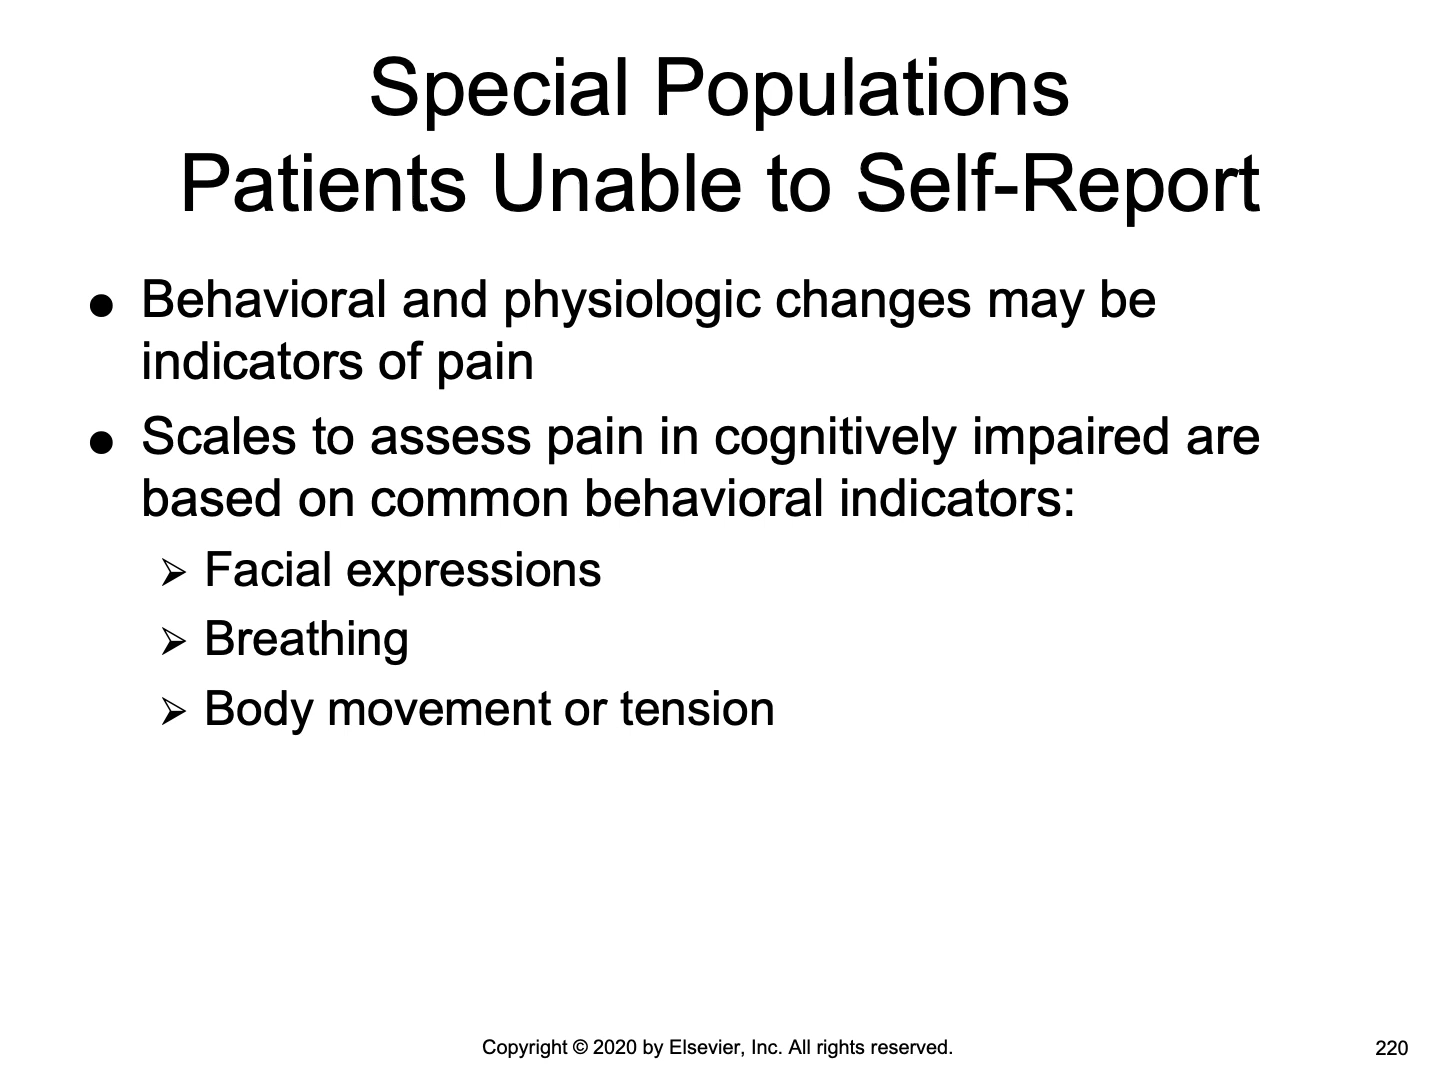 Special Populations
Patients Unable to Self-Report
● Behavioral and physiologic changes may be
indicators of pain
● Scales to assess pain in cognitively impaired are
based on common behavioral indicators:
➢ Facial expressions
➢ Breathing
➢ Body movement or tension
Copyright © 2020 by Elsevier, Inc. All rights reserved.
220